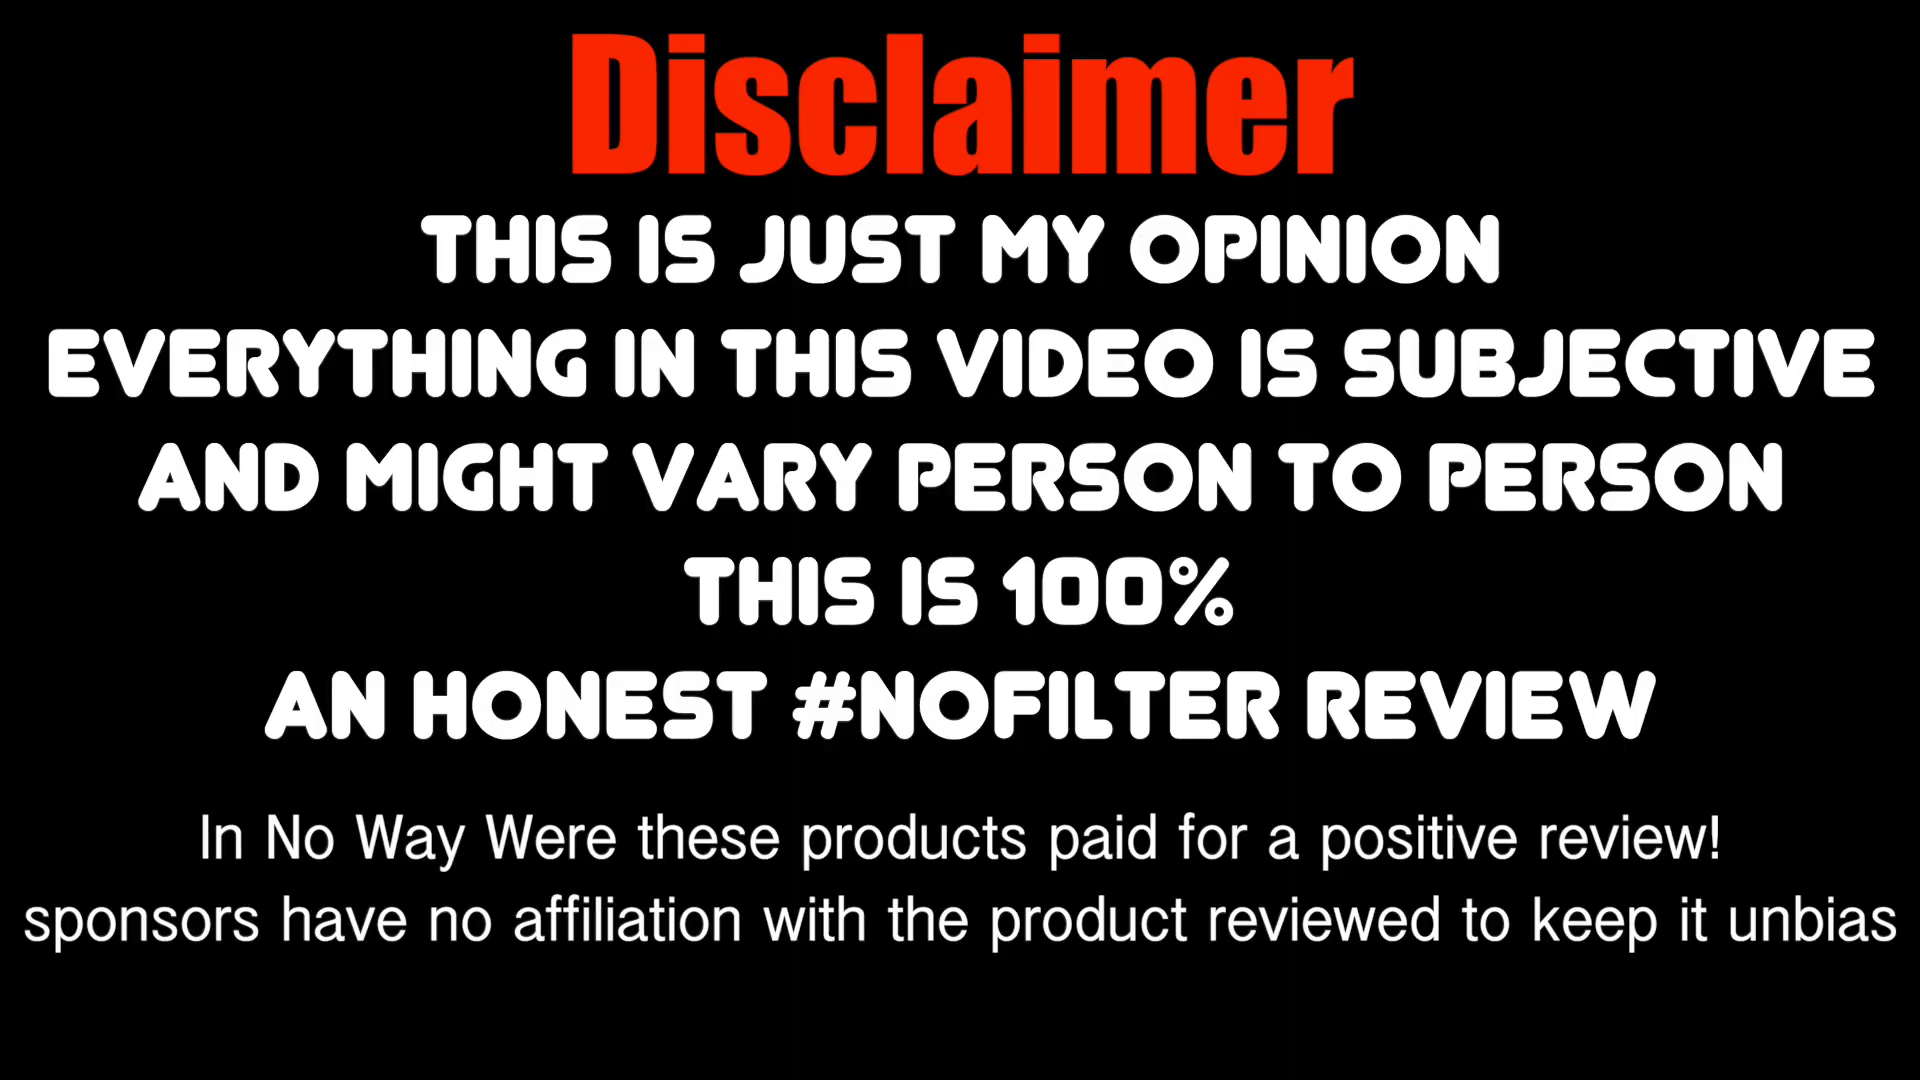 Disclaimer
THIS IS JUST MY OPINION
EVERYTHING IN THIS VIDEO IS SUBJECTIVE
AND MIGHT VARY PERSON TO PERSON
THIS IS 100%
AN HONEST #NOFILTER REVIEW
In No Way Were these products paid for a positive review!
sponsors have no affiliation with the product reviewed to keep it unbias